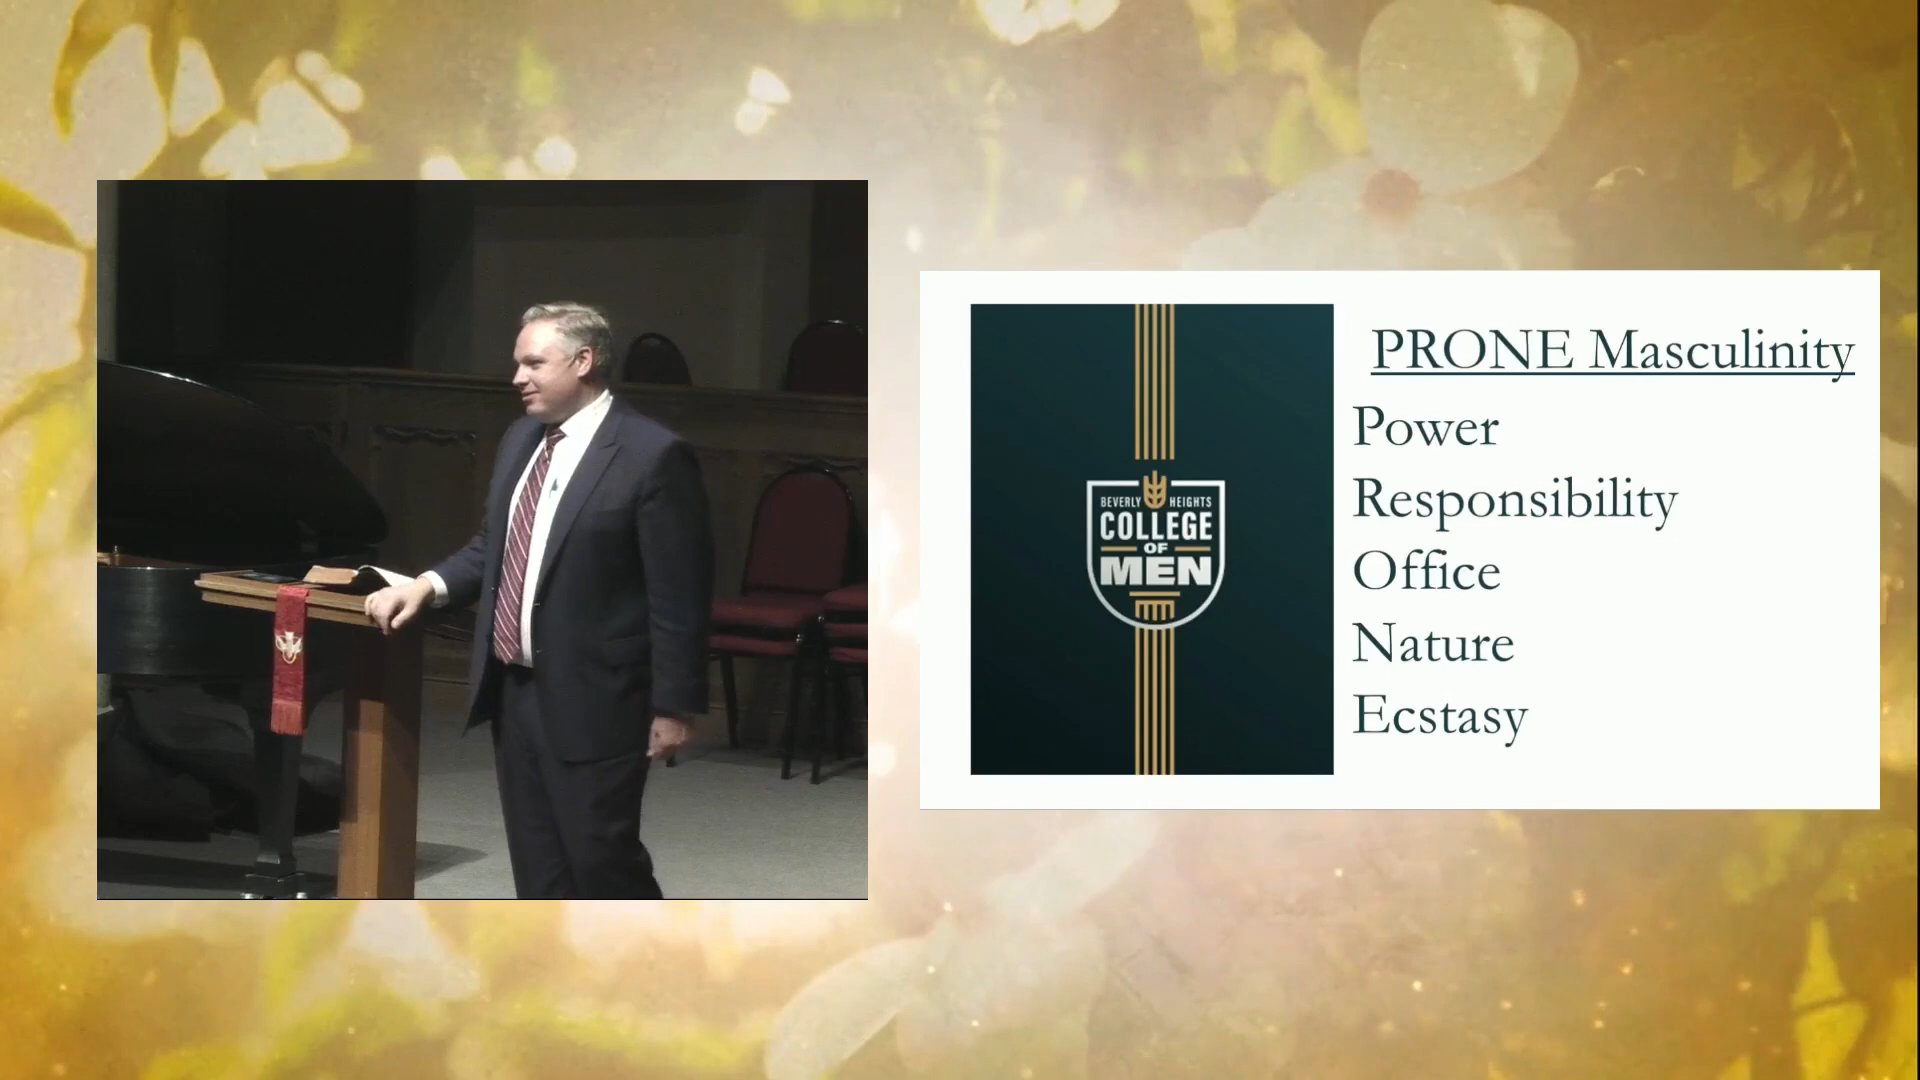 BEVERLY HEIGHTS
COLLEGE
OF
MEN
PRONE Masculinity
Power
Responsibility
Office
Nature
Ecstasy